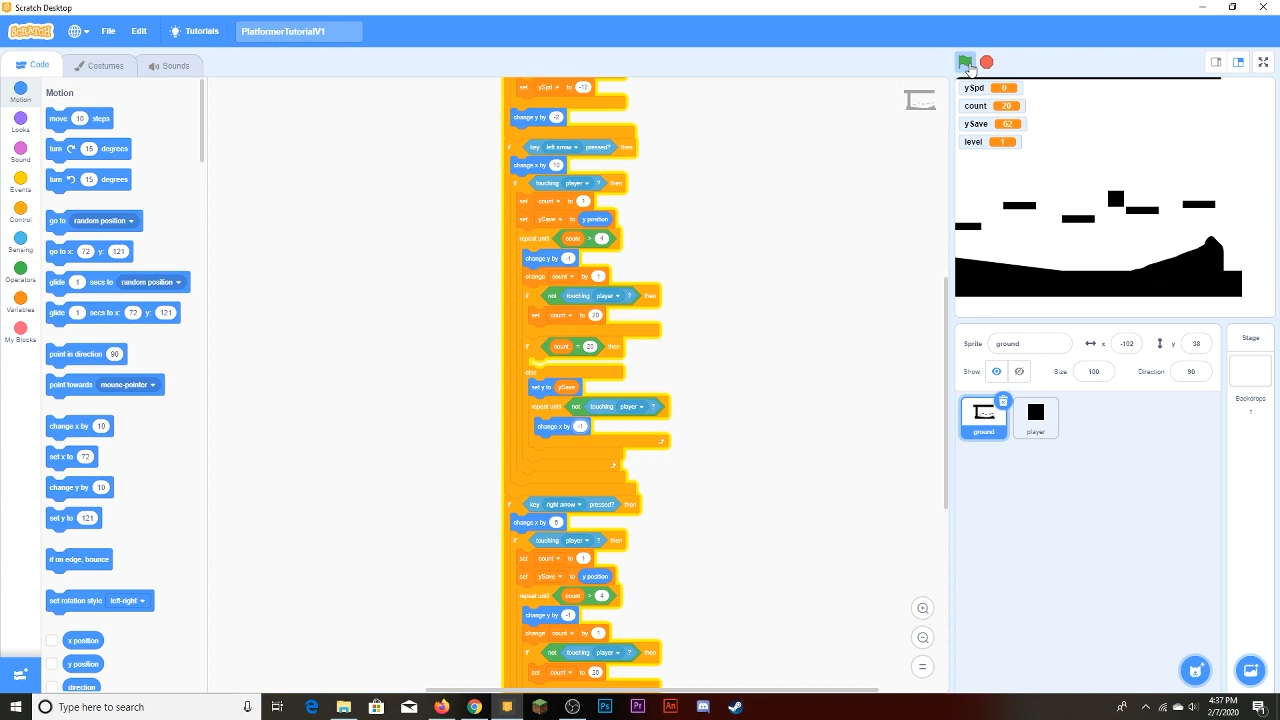 Scratch Desktop
SCRATCH File Edit Tutorials PlatformerTutorialV1
Code Costumes Sounds
Motion
Looks
Sound
Events
Control
Sensing
Operators
Variables
My Blocks
Motion
move 10 steps
turn 15 degrees
turn 15 degrees
go to random position
go to x: 72 y: 121
glide 1 secs to random position
glide 1 secs to x: 72 y: 121
point in direction 90
point towards mouse-pointer
change x by 10
set x to 72
change y by 10
set y to 121
if on edge, bounce
set rotation style left-right
x position
y position
direction
set ySpd to -12
change y by -2
if key left arrow pressed? then
change x by 10
if touching player ? then
set count to 1
set ySave to y position
repeat until count > 4
change y by -1
change count by 1
if not touching player ? then
set count to 20
if count = 20 then
else
set y to ySave
repeat until not touching player ?
change x by -1
if key right arrow pressed? then
change x by 5
if touching player ? then
set count to 1
set ySave to y position
repeat until count > 4
change y by -1
change count by 1
if not touching player ? then
set count to 20
ySpd 0
count 20
ySave 62
level 1
Sprite ground x -102 y 38
Show Size 100 Direction 90
ground
player
Stage
Backdrops
1
Type here to search
4:37 PM
2/7/2020